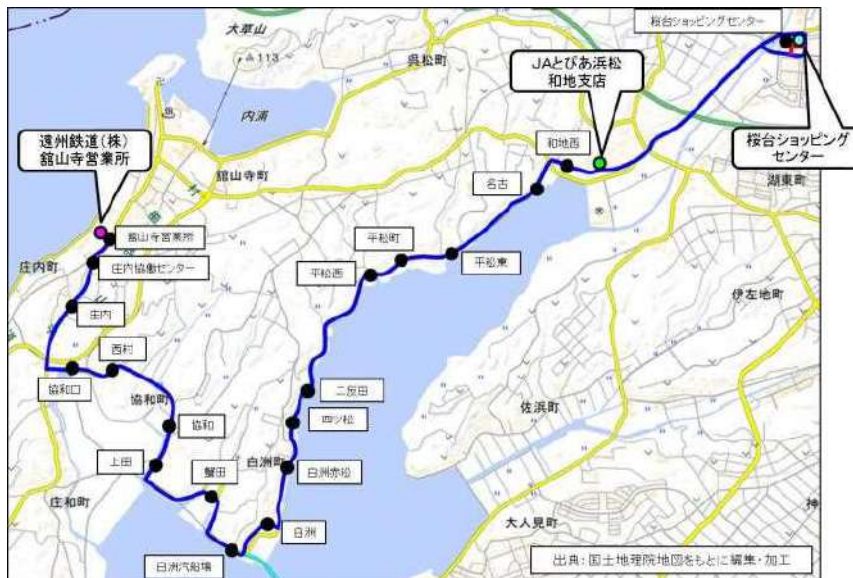 大草山
113
内浦
呉松町
桜台ショッピングセンター
JAとぴあ浜松
和地支店
遠州鉄道(株)
舘山寺営業所
桜台ショッピング
センター
和地西
舘山寺町
名古
湖東町
舘山寺営業所
庄内町
庄内協働センター
平松町
平松西
平松東
庄内
伊左地町
西村
協和口
協和町
二反田
佐浜町
協和
四ツ松
上田
蟹田
白洲町
白洲赤松
庄和町
白洲
大人見町
神
白洲汽船場
出典:国土地理院地図をもとに編集・加工